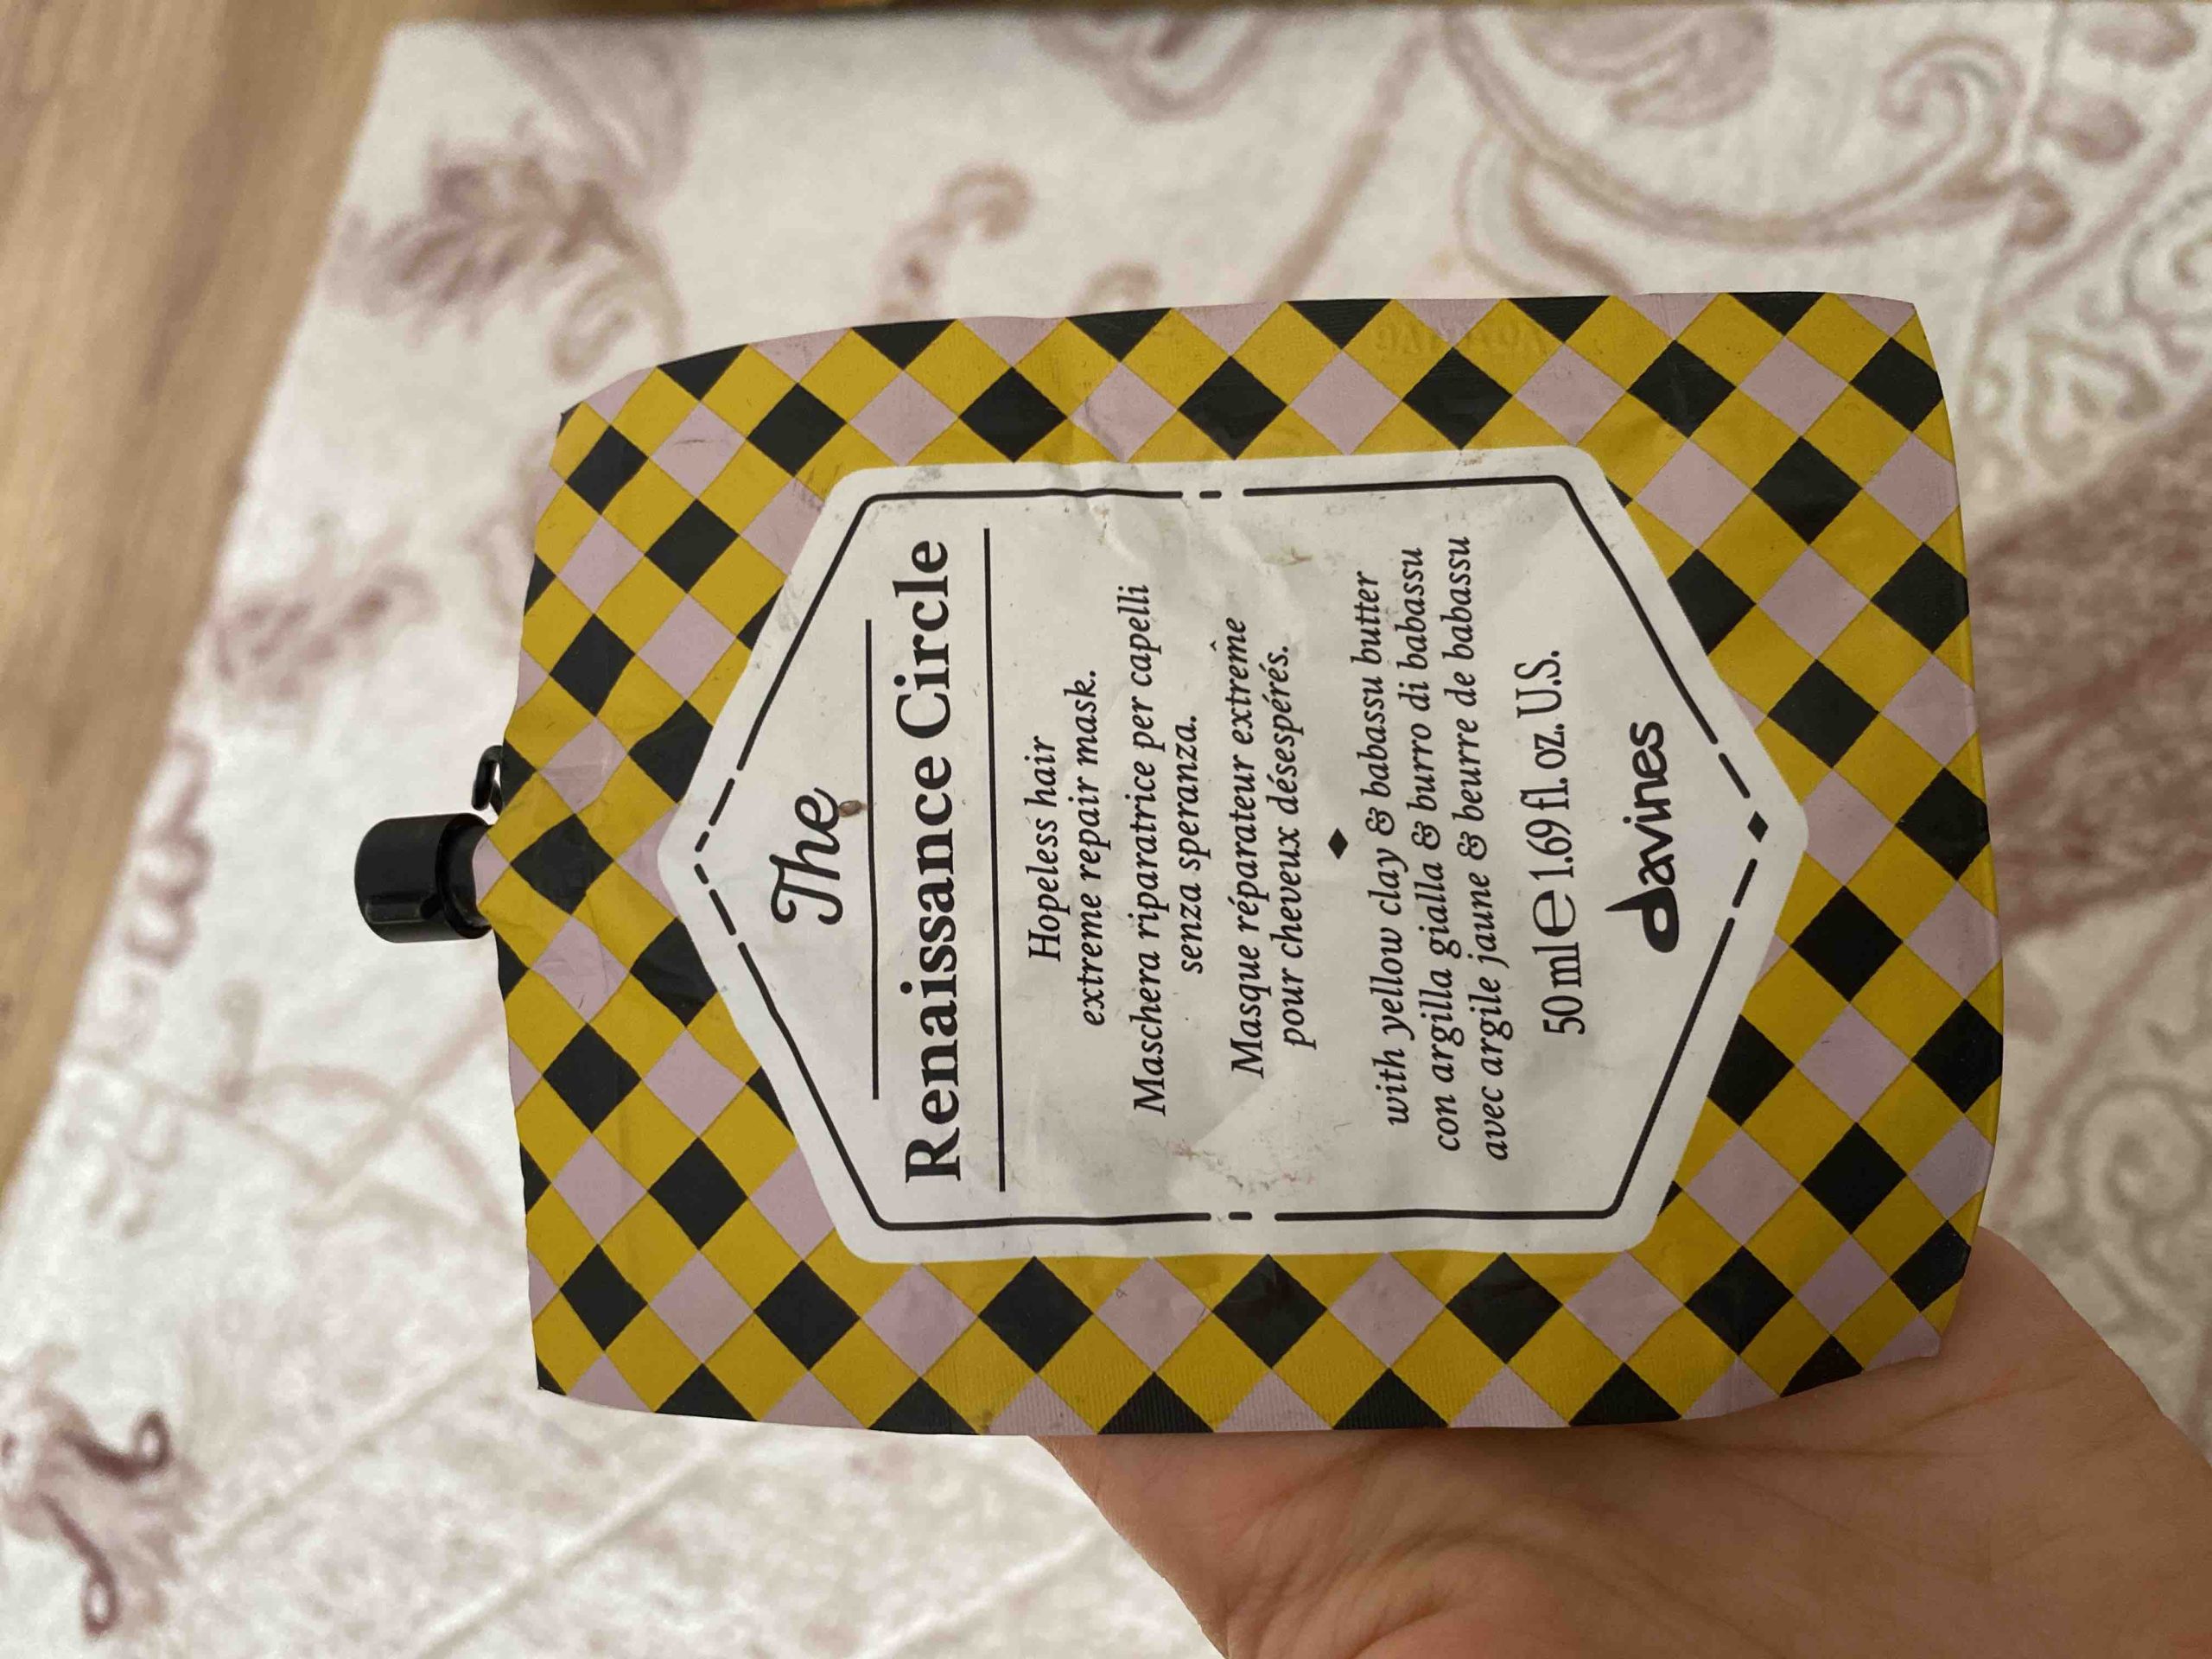 The
Renaissance Circle
Hopeless hair
extreme repair mask.
Maschera riparatrice per capelli
senza speranza.
Masque réparateur extreme
pour cheveux désespérés.
with yellow clay & babassu butter
con argilla gialla & burro di babassu
avec argile jaune & beurre de babassu
50 ml e 1.69 fl. oz. U.S.
davines